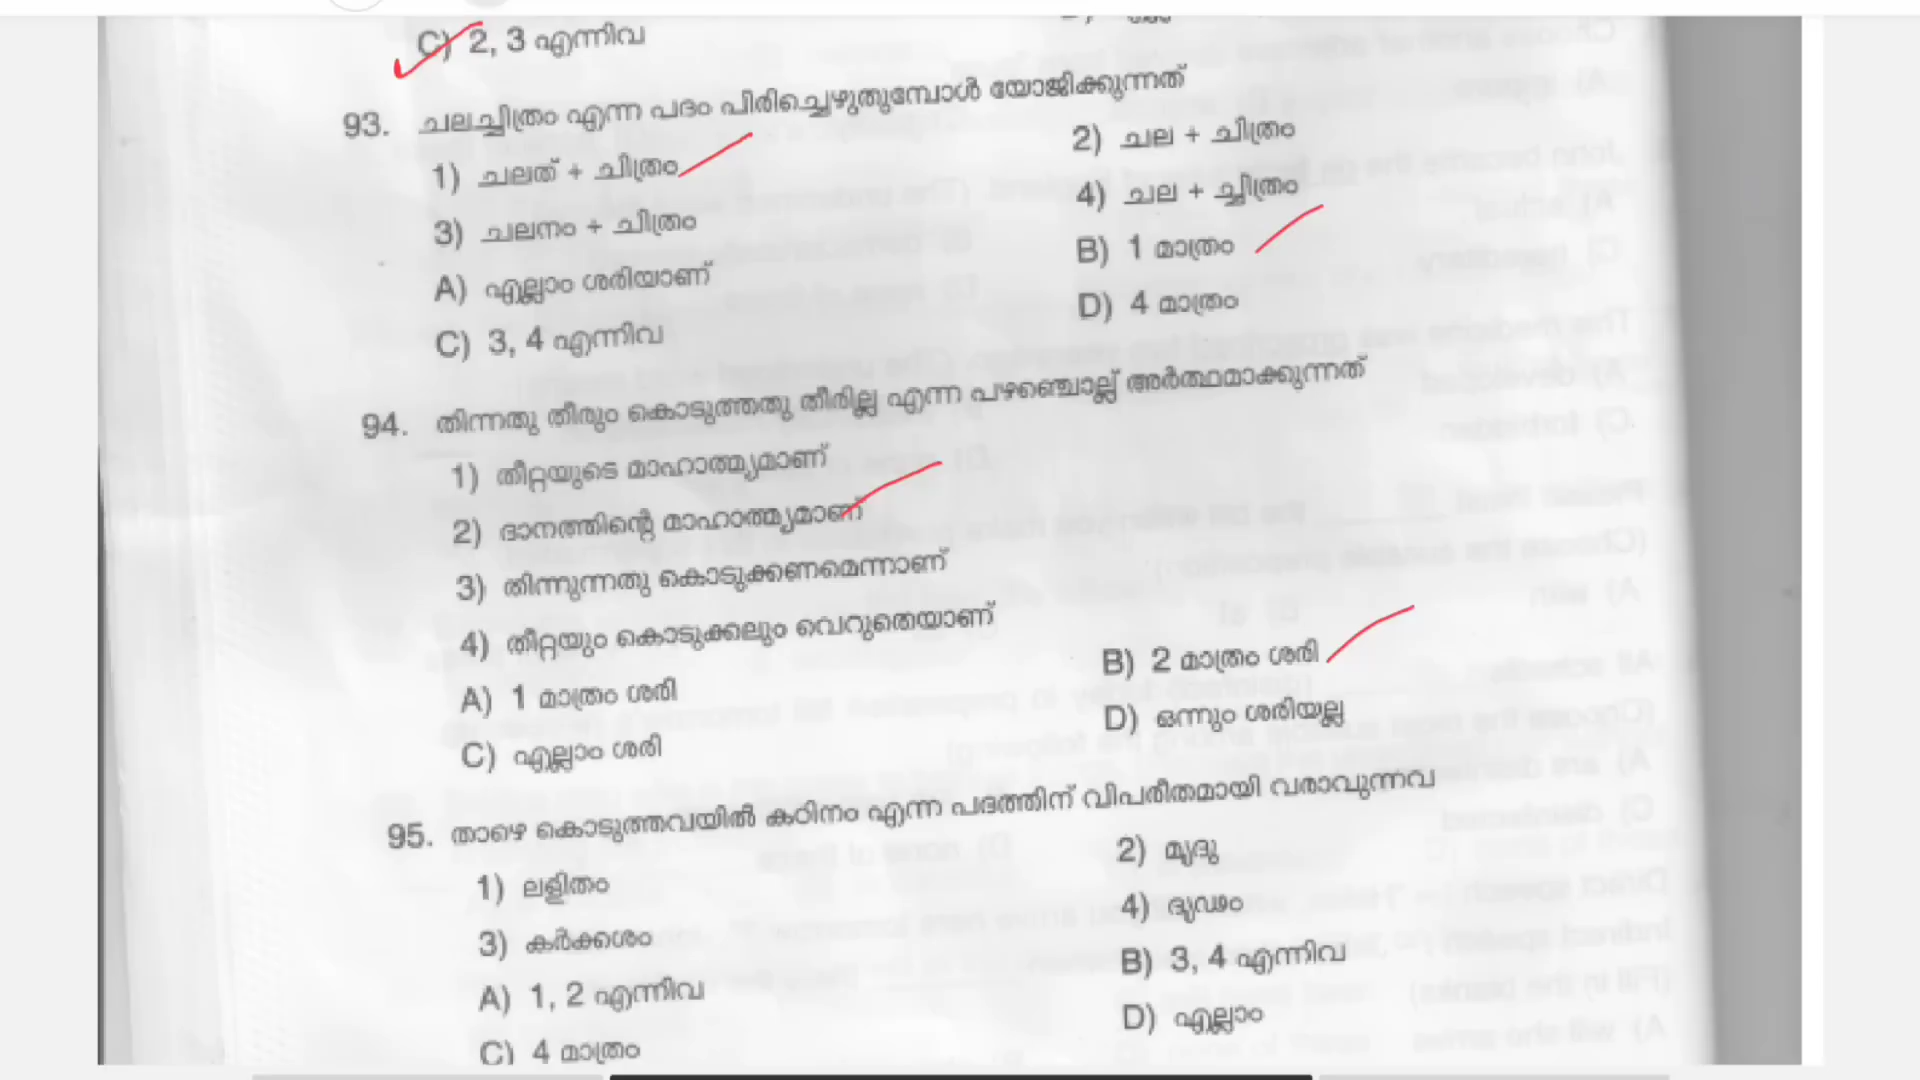 C) 2, 3 എന്നിവ
93. ചലച്ചിത്രം എന്ന പദം പിരിച്ചെഴുതുമ്പോൾ യോജിക്കുന്നത്
1) ചലത് + ചിത്രം
2) ചല + ചിത്രം
3) ചലനം + ചിത്രം
4) ചല + ച്ചിത്രം
A) എല്ലാം ശരിയാണ്
B) 1 മാത്രം
C) 3, 4 എന്നിവ
D) 4 മാത്രം
94. തിന്നതു തീരും കൊടുത്തതു തീരില്ല എന്ന പഴഞ്ചൊല്ല് അർത്ഥമാക്കുന്നത്
1) തീറ്റയുടെ മാഹാത്മ്യമാണ്
2) ദാനത്തിന്റെ മാഹാത്മ്യമാണ്
3) തിന്നുന്നതു കൊടുക്കണമെന്നാണ്
4) തീറ്റയും കൊടുക്കലും വെറുതെയാണ്
A) 1 മാത്രം ശരി
B) 2 മാത്രം ശരി
C) എല്ലാം ശരി
D) ഒന്നും ശരിയല്ല
95. താഴെ കൊടുത്തവയിൽ കഠിനം എന്ന പദത്തിന് വിപരീതമായി വരാവുന്നവ
1) ലളിതം
2) മൃദു
3) കർക്കശം
4) ദൃഢം
A) 1, 2 എന്നിവ
B) 3, 4 എന്നിവ
C) 4 മാത്രം
D) എല്ലാം